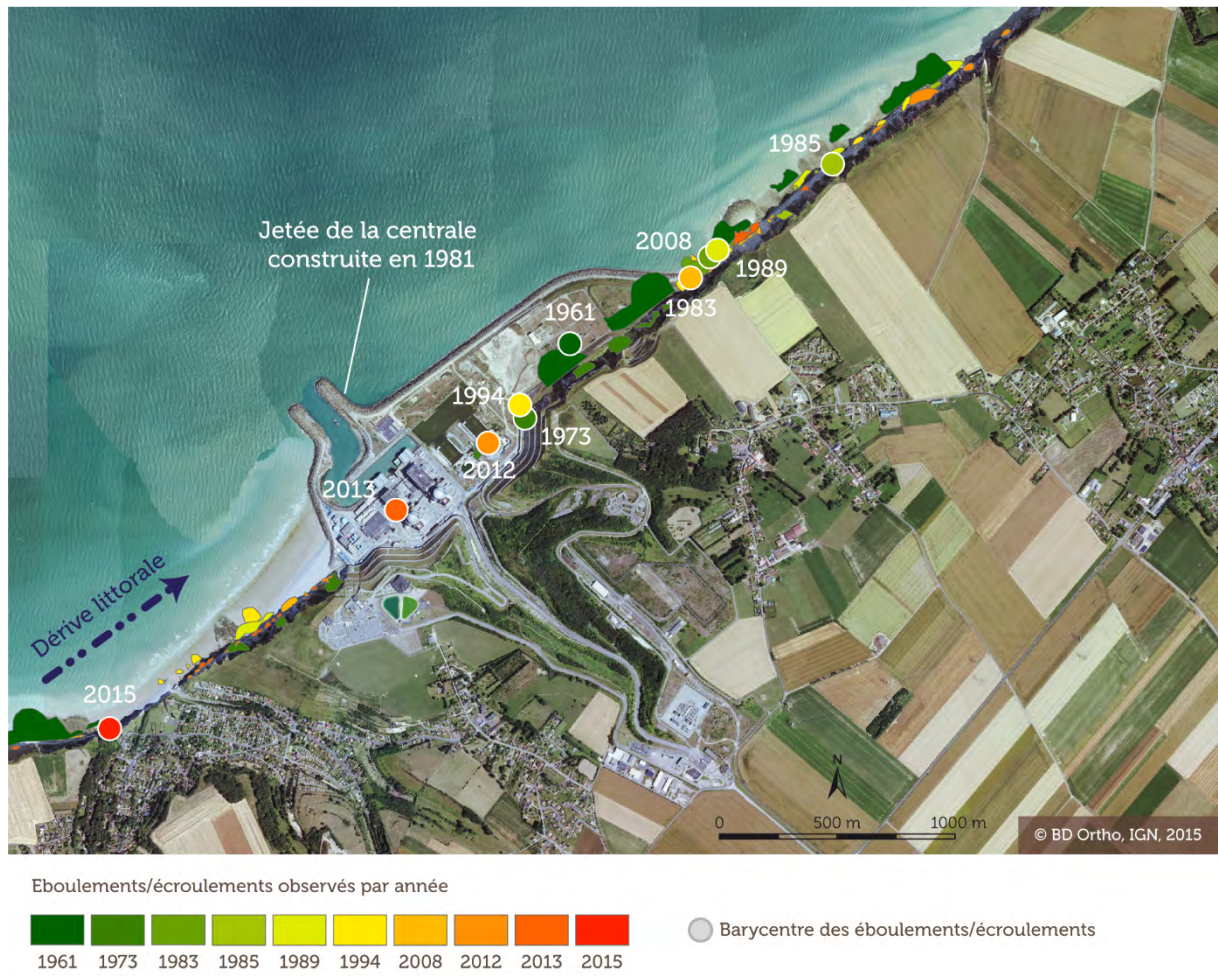 1985
Jetée de la centrale
construite en 1981
2008
1989
1983
1961
1994
1973
2012
2013
Dérive littorale
2015
N
0 500 m 1000 m
© BD Ortho, IGN, 2015
Eboulements/écroulements observés par année
1961 1973 1983 1985 1989 1994 2008 2012 2013 2015
Barycentre des éboulements/écroulements